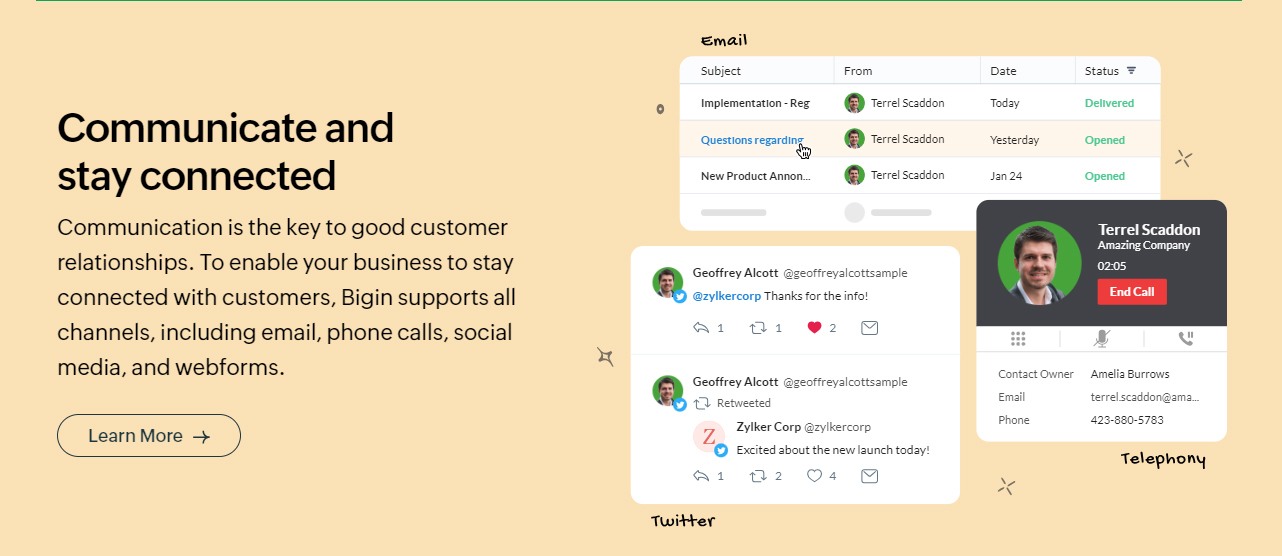 Communicate and
stay connected
Communication is the key to good customer
relationships. To enable your business to stay
connected with customers, Bigin supports all
channels, including email, phone calls, social
media, and webforms.
Learn More
Email
Subject From Date Status
Implementation - Reg Terrel Scaddon Today Delivered
Questions regarding Terrel Scaddon Yesterday Opened
New Product Annon... Terrel Scaddon Jan 24 Opened
Geoffrey Alcott @geoffreyalcottsample
@zylkercorp Thanks for the info!
1 1 2
Geoffrey Alcott @geoffreyalcottsample
Retweeted
Z
Zylker Corp @zylkercorp
Excited about the new launch today!
1 2 4
Twitter
Terrel Scaddon
Amazing Company
02:05
End Call
Contact Owner Amelia Burrows
Email terrel.scaddon@ama...
Phone 423-880-5783
Telephony